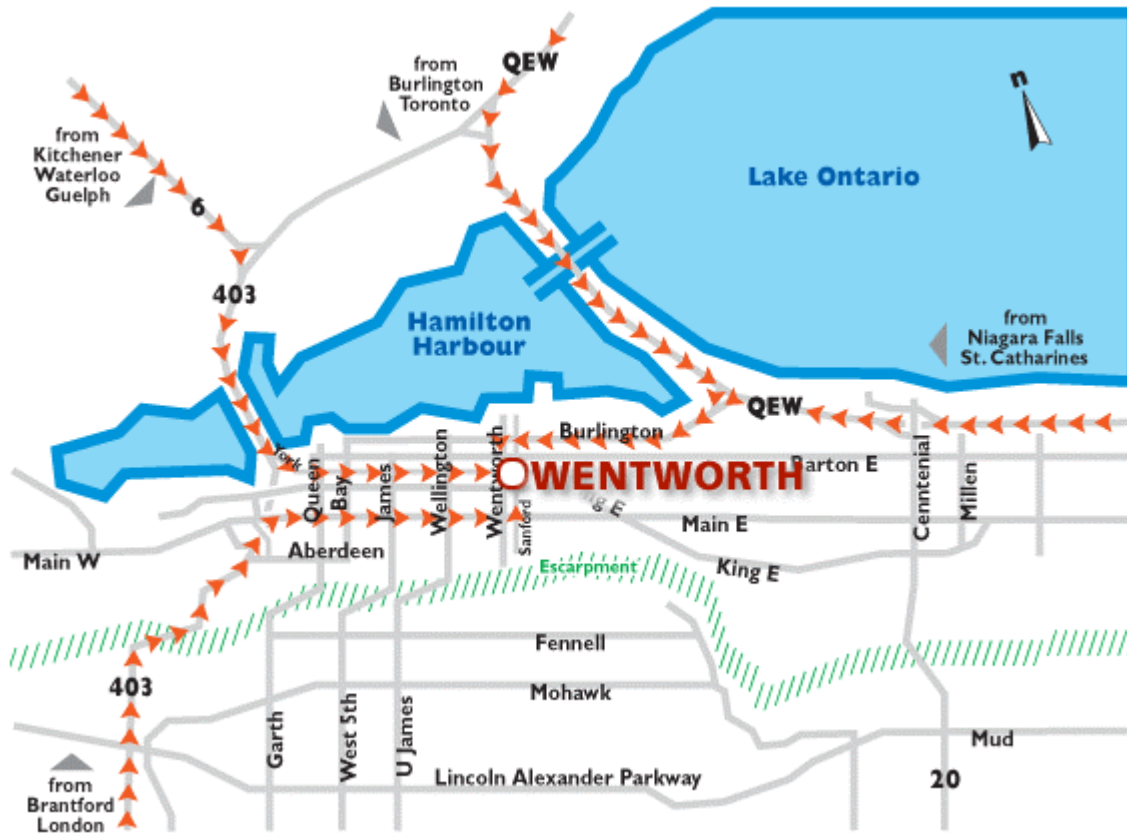 QEW
from
Burlington
Toronto
n
from
Kitchener
Waterloo
Guelph
Lake Ontario
6
403
Hamilton
Harbour
from
Niagara Falls
St. Catharines
QEW
Burlington
York
Queen
Bay
James
Wellington
Wentworth
WENTWORTH
Barton E
Cenntenial
Millen
Sanford
King E
Main E
Main W
Aberdeen
Escarpment
King E
Fennell
403
Mohawk
Garth
West 5th
U James
Mud
Lincoln Alexander Parkway
20
from
Brantford
London